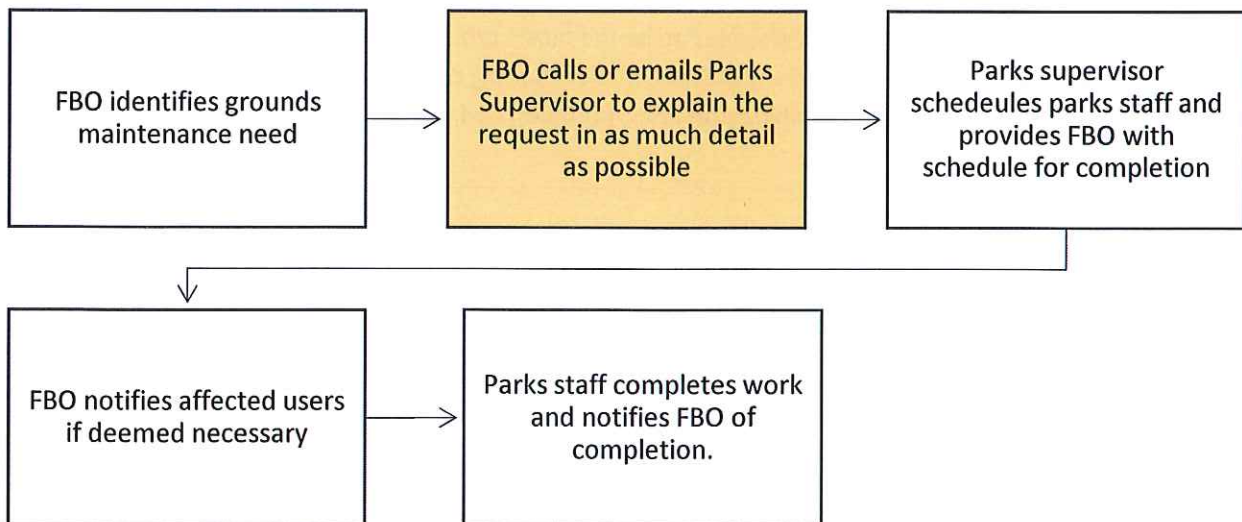 FBO identifies grounds
maintenance need
FBO calls or emails Parks
Supervisor to explain the
request in as much detail
as possible
Parks supervisor
schedeules parks staff and
provides FBO with
schedule for completion
FBO notifies affected users
if deemed necessary
Parks staff completes work
and notifies FBO of
completion.